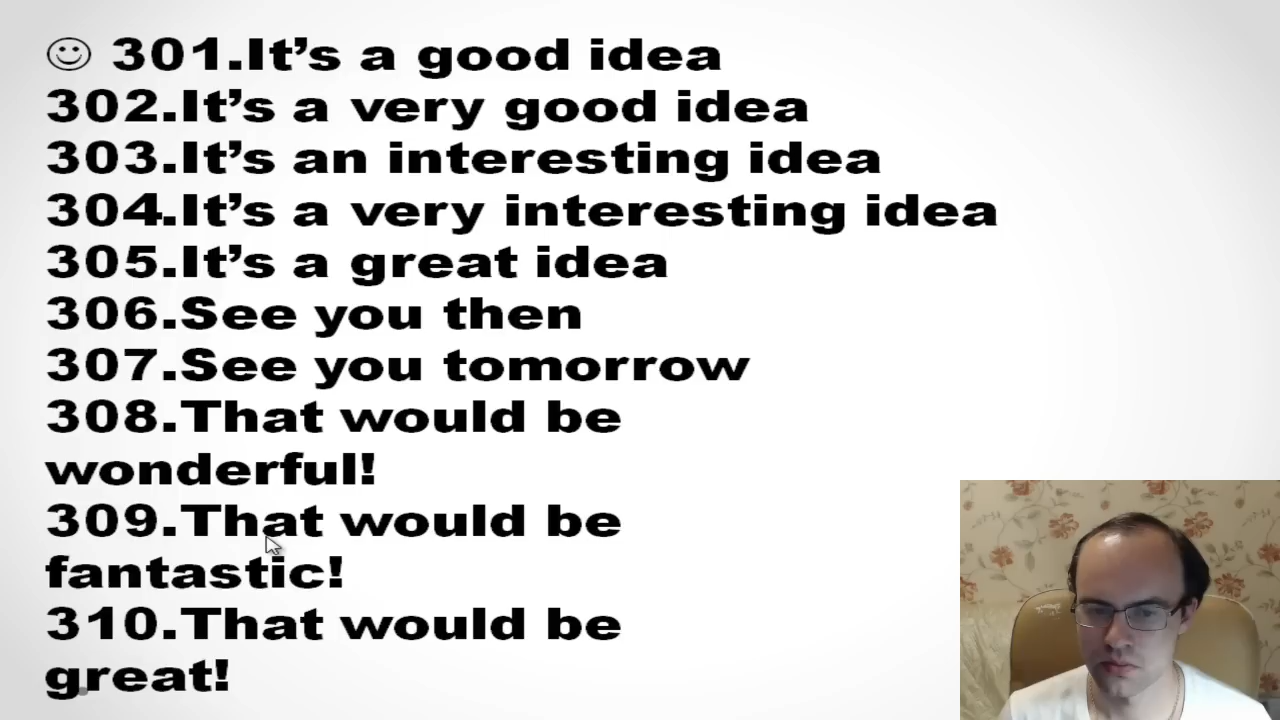 ☺ 301.It’s a good idea
302.It’s a very good idea
303.It’s an interesting idea
304.It’s a very interesting idea
305.It’s a great idea
306.See you then
307.See you tomorrow
308.That would be
wonderful!
309.That would be
fantastic!
310.That would be
great!